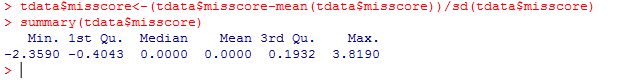 > tdata$misscore<-(tdata$misscore-mean(tdata$misscore))/sd(tdata$misscore)
> summary(tdata$misscore)
   Min. 1st Qu.  Median    Mean 3rd Qu.    Max.
-2.3590 -0.4043  0.0000  0.0000  0.1932  3.8190
>